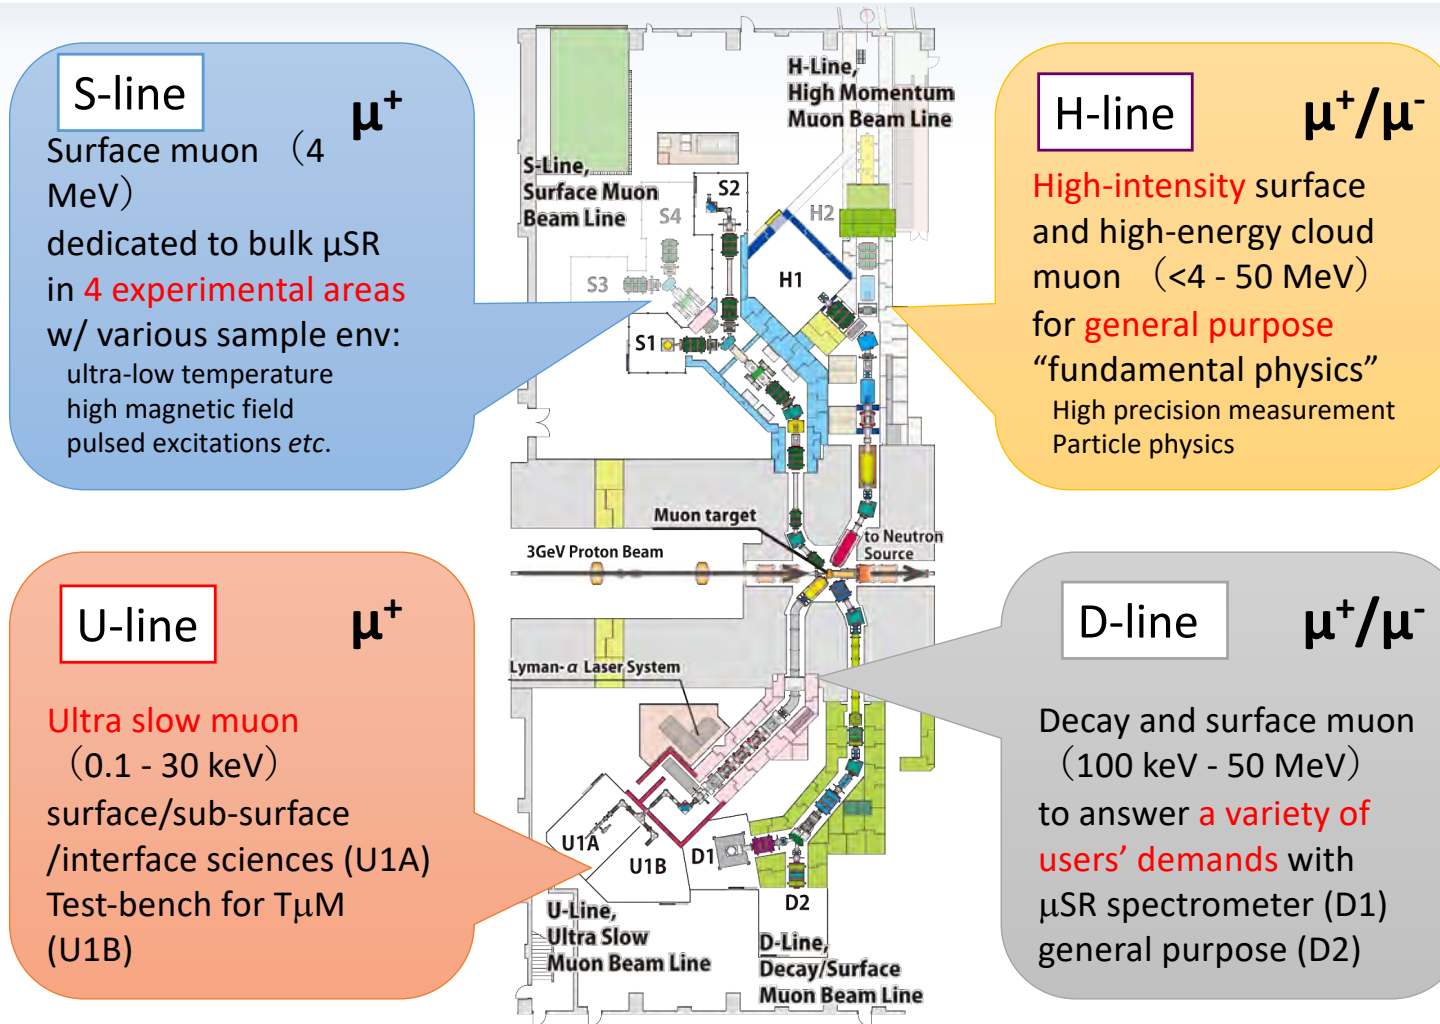 S-line
μ⁺
Surface muon （4
MeV）
dedicated to bulk μSR
in 4 experimental areas
w/ various sample env:
ultra-low temperature
high magnetic field
pulsed excitations etc.
H-line
μ⁺/μ⁻
High-intensity surface
and high-energy cloud
muon （<4 - 50 MeV）
for general purpose
“fundamental physics”
High precision measurement
Particle physics
H-Line,
High Momentum
Muon Beam Line
S-Line,
Surface Muon
Beam Line
S2
S4
H2
S3
H1
S1
Muon target
to Neutron
Source
3GeV Proton Beam
Lyman- α Laser System
U1A
U1B
D1
D2
U-Line,
Ultra Slow
Muon Beam Line
D-Line,
Decay/Surface
Muon Beam Line
U-line
μ⁺
Ultra slow muon
（0.1 - 30 keV）
surface/sub-surface
/interface sciences (U1A)
Test-bench for TμM
(U1B)
D-line
μ⁺/μ⁻
Decay and surface muon
（100 keV - 50 MeV）
to answer a variety of
users’ demands with
μSR spectrometer (D1)
general purpose (D2)